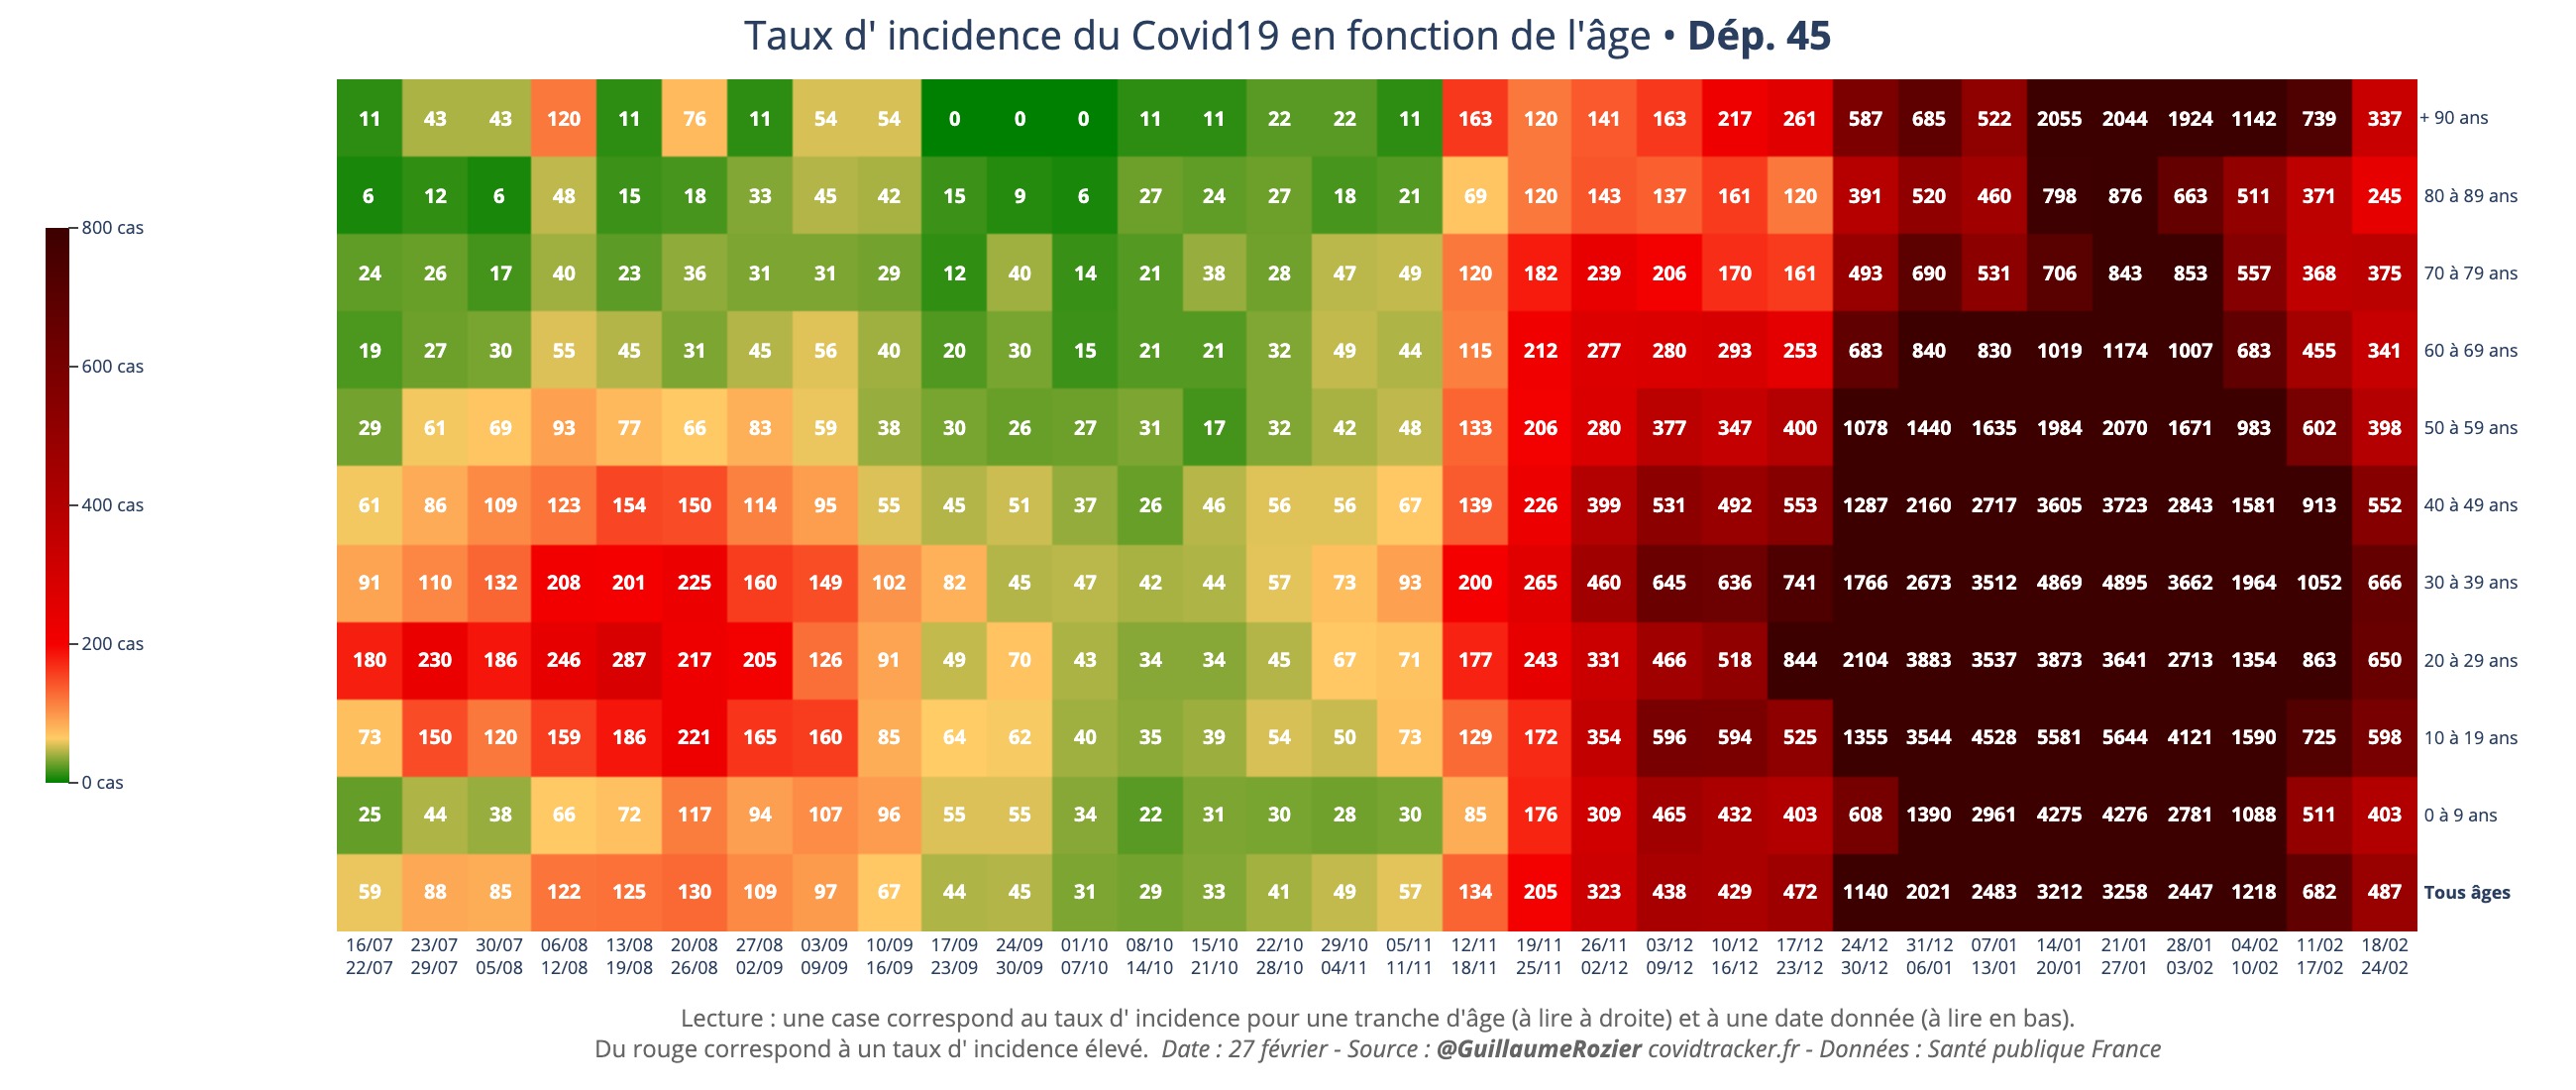 Taux d' incidence du Covid19 en fonction de l'âge • Dép. 45
800 cas
600 cas
400 cas
200 cas
0 cas
11 43 43 120 11 76 11 54 54 0 0 0 11 11 22 22 11 163 120 141 163 217 261 587 685 522 2055 2044 1924 1142 739 337 + 90 ans
6 12 6 48 15 18 33 45 42 15 9 6 27 24 27 18 21 69 120 143 137 161 120 391 520 460 798 876 663 511 371 245 80 à 89 ans
24 26 17 40 23 36 31 31 29 12 40 14 21 38 28 47 49 120 182 239 206 170 161 493 690 531 706 843 853 557 368 375 70 à 79 ans
19 27 30 55 45 31 45 56 40 20 30 15 21 21 32 49 44 115 212 277 280 293 253 683 840 830 1019 1174 1007 683 455 341 60 à 69 ans
29 61 69 93 77 66 83 59 38 30 26 27 31 17 32 42 48 133 206 280 377 347 400 1078 1440 1635 1984 2070 1671 983 602 398 50 à 59 ans
61 86 109 123 154 150 114 95 55 45 51 37 26 46 56 56 67 139 226 399 531 492 553 1287 2160 2717 3605 3723 2843 1581 913 552 40 à 49 ans
91 110 132 208 201 225 160 149 102 82 45 47 42 44 57 73 93 200 265 460 645 636 741 1766 2673 3512 4869 4895 3662 1964 1052 666 30 à 39 ans
180 230 186 246 287 217 205 126 91 49 70 43 34 34 45 67 71 177 243 331 466 518 844 2104 3883 3537 3873 3641 2713 1354 863 650 20 à 29 ans
73 150 120 159 186 221 165 160 85 64 62 40 35 39 54 50 73 129 172 354 596 594 525 1355 3544 4528 5581 5644 4121 1590 725 598 10 à 19 ans
25 44 38 66 72 117 94 107 96 55 55 34 22 31 30 28 30 85 176 309 465 432 403 608 1390 2961 4275 4276 2781 1088 511 403 0 à 9 ans
59 88 85 122 125 130 109 97 67 44 45 31 29 33 41 49 57 134 205 323 438 429 472 1140 2021 2483 3212 3258 2447 1218 682 487 Tous âges
16/07 23/07 30/07 06/08 13/08 20/08 27/08 03/09 10/09 17/09 24/09 01/10 08/10 15/10 22/10 29/10 05/11 12/11 19/11 26/11 03/12 10/12 17/12 24/12 31/12 07/01 14/01 21/01 28/01 04/02 11/02 18/02
22/07 29/07 05/08 12/08 19/08 26/08 02/09 09/09 16/09 23/09 30/09 07/10 14/10 21/10 28/10 04/11 11/11 18/11 25/11 02/12 09/12 16/12 23/12 30/12 06/01 13/01 20/01 27/01 03/02 10/02 17/02 24/02
Lecture : une case correspond au taux d' incidence pour une tranche d'âge (à lire à droite) et à une date donnée (à lire en bas).
Du rouge correspond à un taux d' incidence élevé. Date : 27 février - Source : @GuillaumeRozier covidtracker.fr - Données : Santé publique France